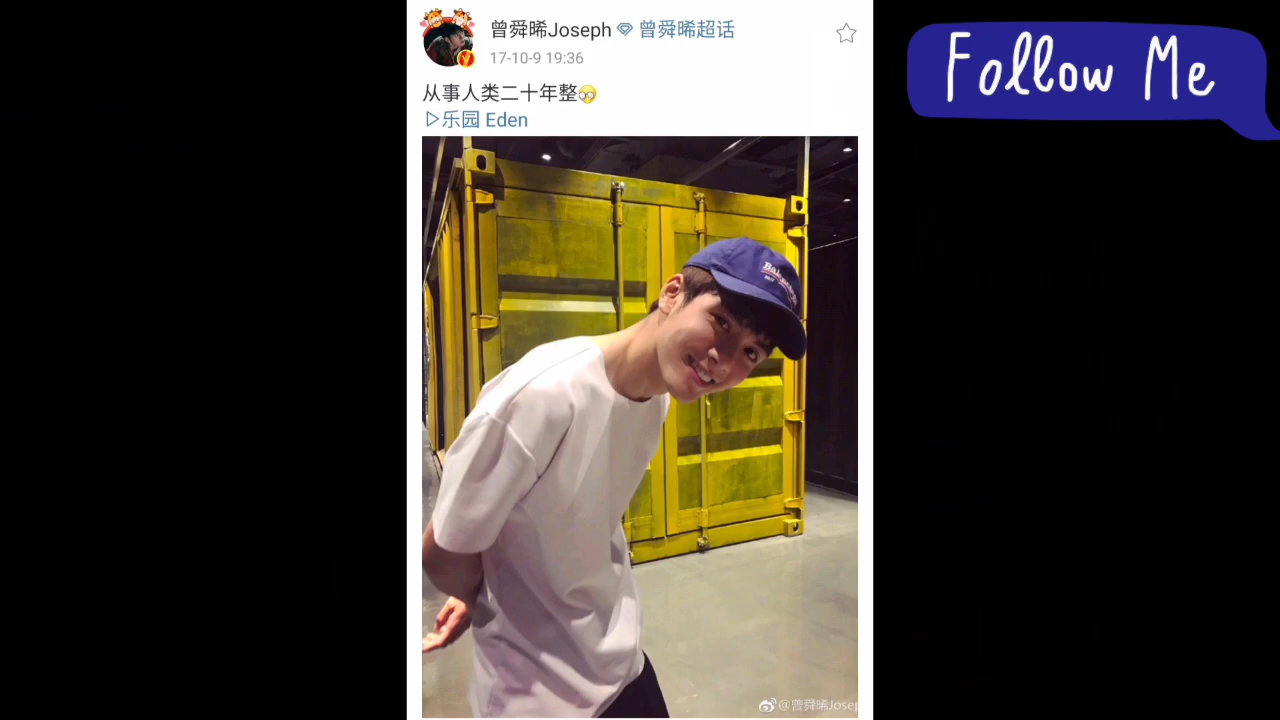 曾舜晞Joseph 曾舜晞超话
17-10-9 19:36
从事人类二十年整
乐园 Eden
Follow Me
@曾舜晞Josep